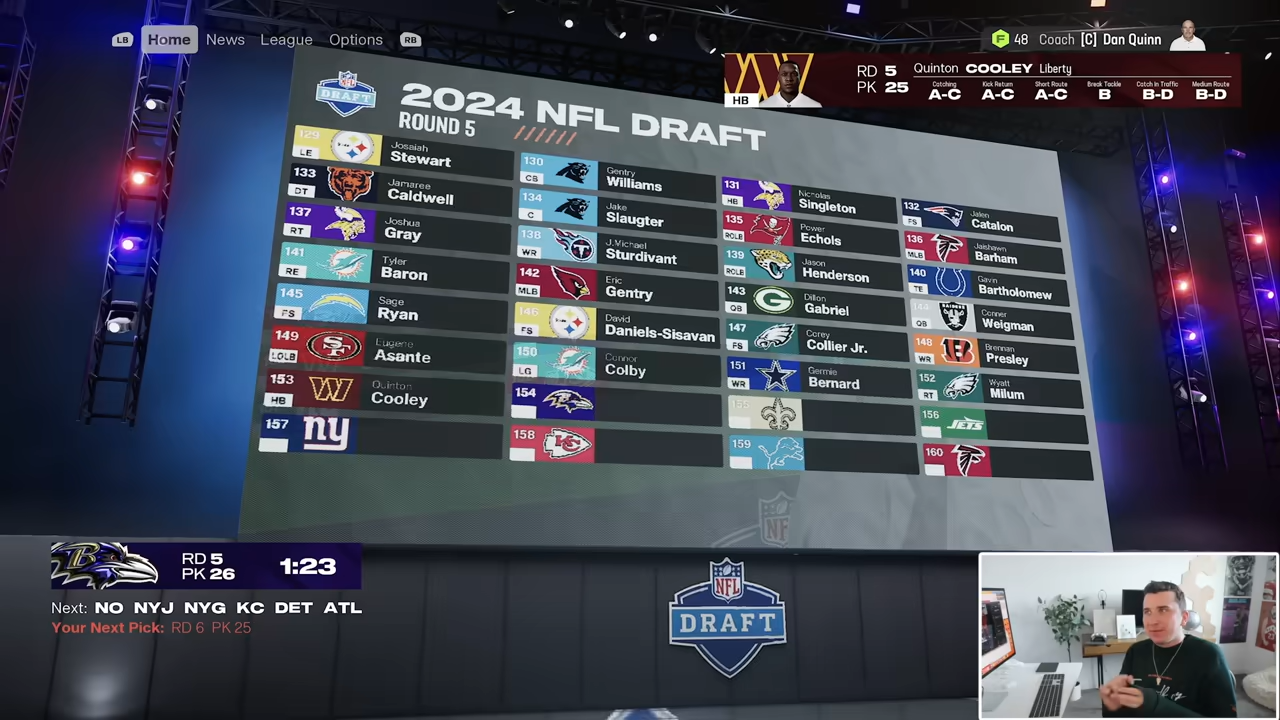 LB Home News League Options RB
F 48 Coach [C] Dan Quinn
RD 5 PK 25
HB
Quinton COOLEY Liberty
Catching Kick Return Short Route Break Tackle Catch In Traffic Medium Route
A-C A-C A-C B B-D B-D
NFL DRAFT
2024 NFL DRAFT
ROUND 5
129 LE Josaiah Stewart
130 CB Gentry Williams
131 HB Nicholas Singleton
132 FS Jalen Catalon
133 DT Jamaree Caldwell
134 C Jake Slaughter
135 ROLB Power Echols
136 MLB Jaishawn Barham
137 RT Joshua Gray
138 WR J.Michael Sturdivant
139 ROLB Jason Henderson
140 TE Gavin Bartholomew
141 RE Tyler Baron
142 MLB Eric Gentry
143 QB Dillon Gabriel
144 QB Conner Weigman
145 FS Sage Ryan
146 FS David Daniels-Sisavan
147 FS Corey Collier Jr.
148 WR Brennan Presley
149 LOLB Eugene Asante
150 LG Connor Colby
151 WR Germie Bernard
152 RT Wyatt Milum
153 HB Quinton Cooley
154
155
156 JETS
157 ny
158
159
160
RD 5
PK 26
1:23
Next: NO NYJ NYG KC DET ATL
Your Next Pick: RD 6 PK 25
NFL
DRAFT